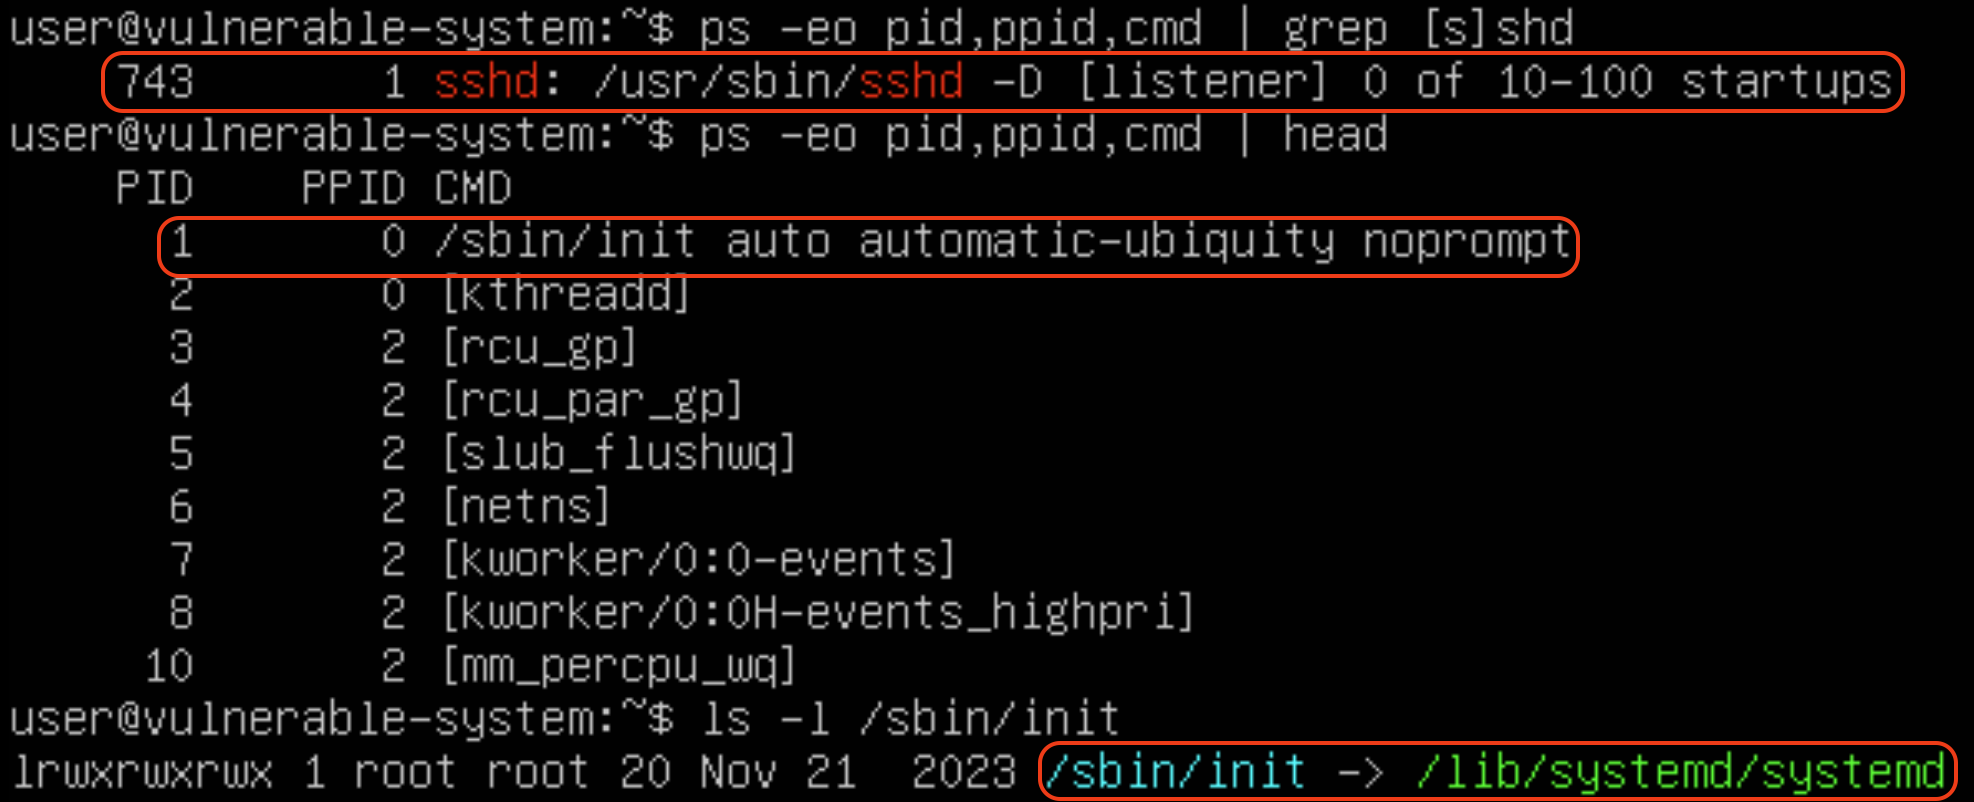 user@vulnerable-system:~$ ps -eo pid,ppid,cmd | grep [s]shd
    743       1 sshd: /usr/sbin/sshd -D [listener] 0 of 10-100 startups
user@vulnerable-system:~$ ps -eo pid,ppid,cmd | head
    PID    PPID CMD
      1       0 /sbin/init auto automatic-ubiquity noprompt
      2       0 [kthreadd]
      3       2 [rcu_gp]
      4       2 [rcu_par_gp]
      5       2 [slub_flushwq]
      6       2 [netns]
      7       2 [kworker/0:0-events]
      8       2 [kworker/0:0H-events_highpri]
     10       2 [mm_percpu_wq]
user@vulnerable-system:~$ ls -l /sbin/init
lrwxrwxrwx 1 root root 20 Nov 21  2023 /sbin/init -> /lib/systemd/systemd